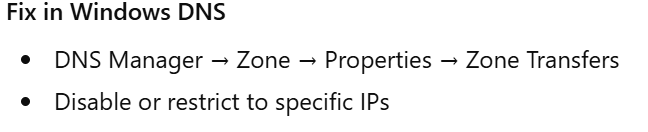 Fix in Windows DNS
• DNS Manager → Zone → Properties → Zone Transfers
• Disable or restrict to specific IPs